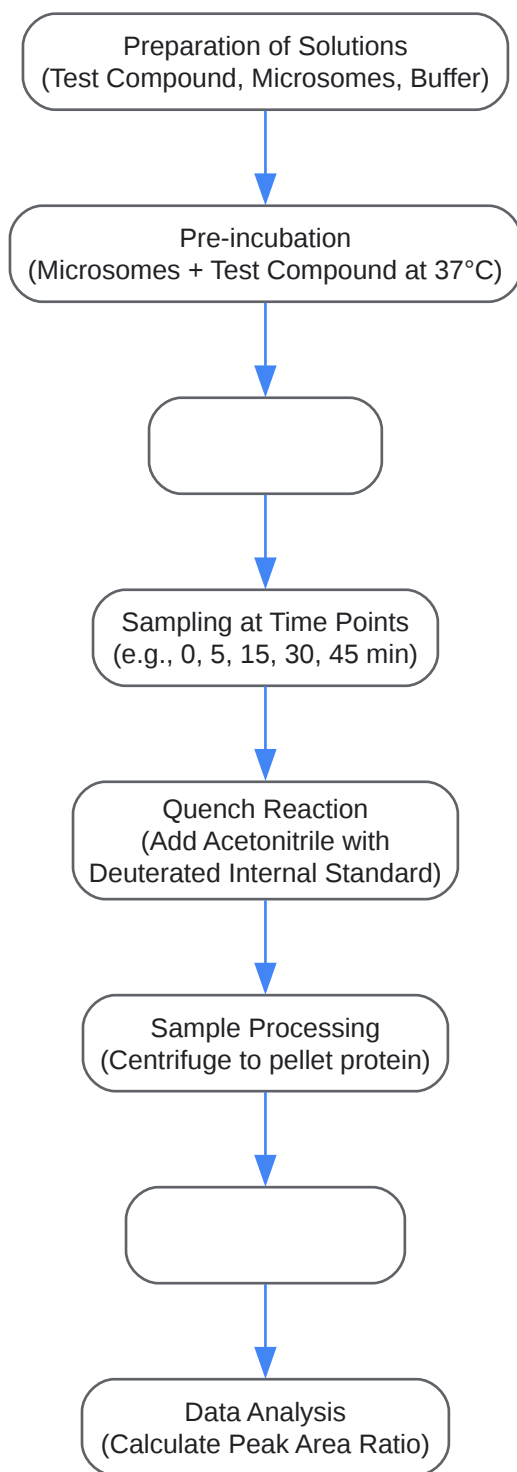 Preparation of Solutions
(Test Compound, Microsomes, Buffer)
Pre-incubation
(Microsomes + Test Compound at 37°C)
Sampling at Time Points
(e.g., 0, 5, 15, 30, 45 min)
Quench Reaction
(Add Acetonitrile with
Deuterated Internal Standard)
Sample Processing
(Centrifuge to pellet protein)
Data Analysis
(Calculate Peak Area Ratio)